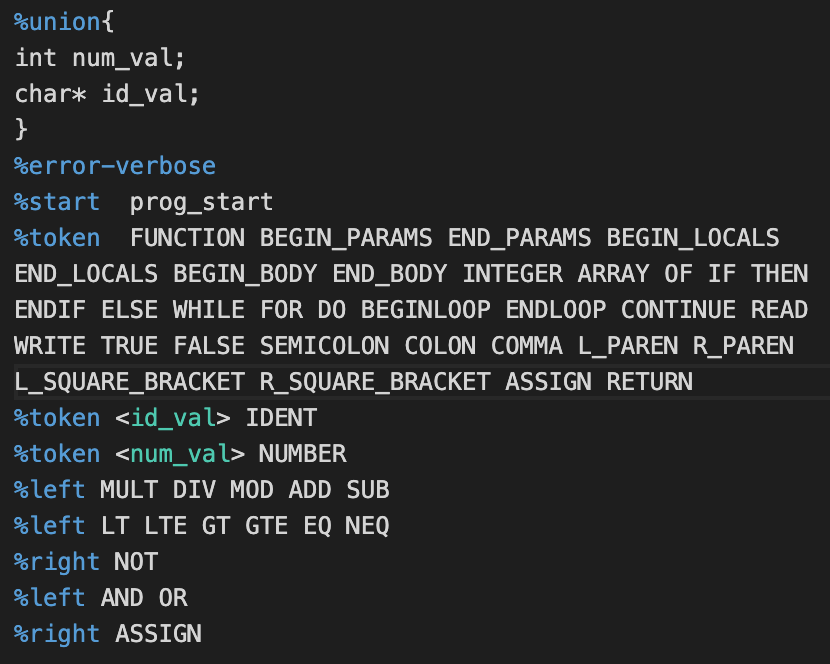 %union{
int num_val;
char* id_val;
}
%error-verbose
%start  prog_start
%token  FUNCTION BEGIN_PARAMS END_PARAMS BEGIN_LOCALS
END_LOCALS BEGIN_BODY END_BODY INTEGER ARRAY OF IF THEN
ENDIF ELSE WHILE FOR DO BEGINLOOP ENDLOOP CONTINUE READ
WRITE TRUE FALSE SEMICOLON COLON COMMA L_PAREN R_PAREN
L_SQUARE_BRACKET R_SQUARE_BRACKET ASSIGN RETURN
%token <id_val> IDENT
%token <num_val> NUMBER
%left MULT DIV MOD ADD SUB
%left LT LTE GT GTE EQ NEQ
%right NOT
%left AND OR
%right ASSIGN